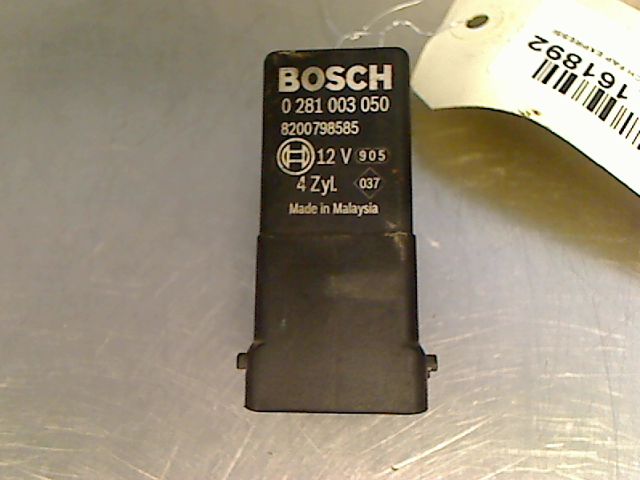 BOSCH
0 281 003 050
8200798585
12 V 905
4 Zyl. 037
Made in Malaysia
161892